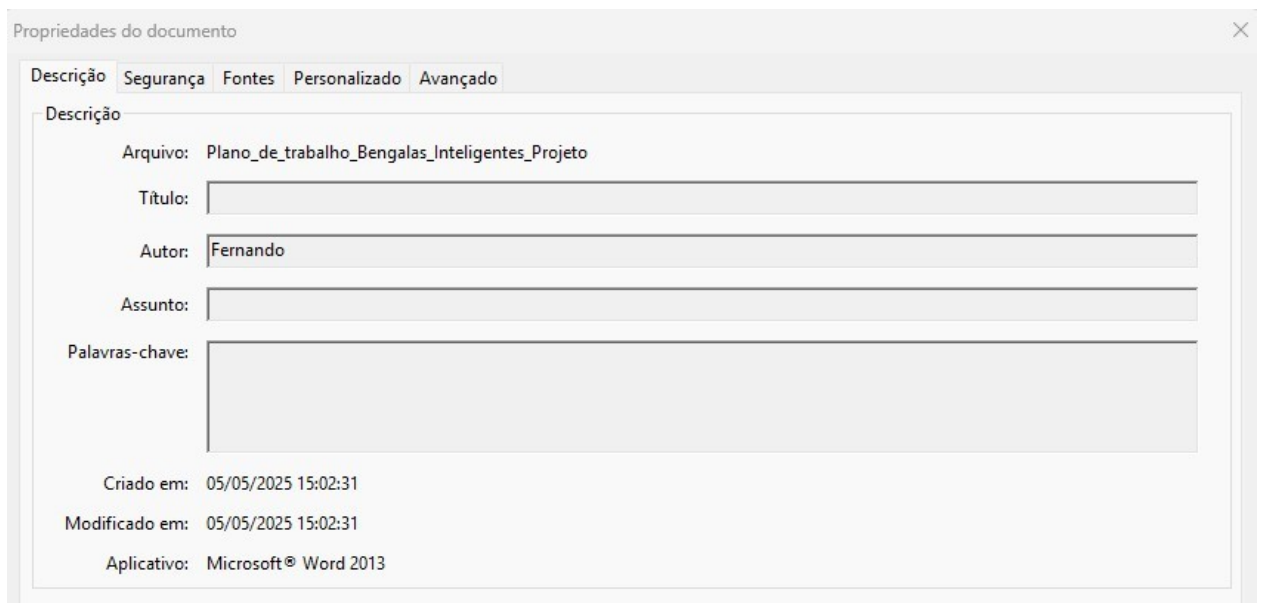 Propriedades do documento
Descrição Segurança Fontes Personalizado Avançado
Descrição
Arquivo: Plano_de_trabalho_Bengalas_Inteligentes_Projeto
Título:
Autor: Fernando
Assunto:
Palavras-chave:
Criado em: 05/05/2025 15:02:31
Modificado em: 05/05/2025 15:02:31
Aplicativo: Microsoft® Word 2013